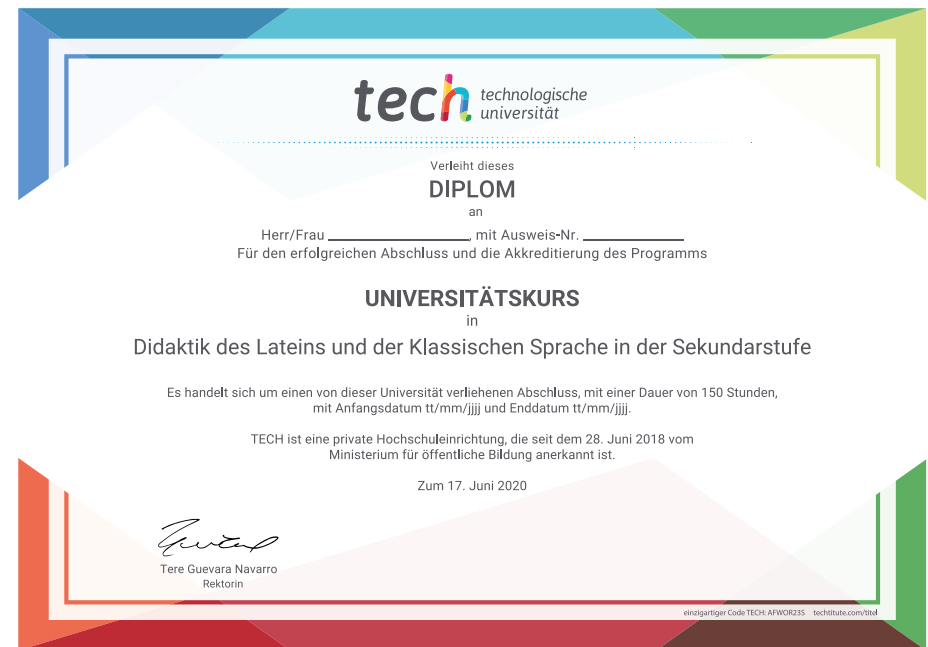 tech technologische
universität
Verleiht dieses
DIPLOM
an
Herr/Frau ____________________, mit Ausweis-Nr. ______________
Für den erfolgreichen Abschluss und die Akkreditierung des Programms
UNIVERSITÄTSKURS
in
Didaktik des Lateins und der Klassischen Sprache in der Sekundarstufe
Es handelt sich um einen von dieser Universität verliehenen Abschluss, mit einer Dauer von 150 Stunden,
mit Anfangsdatum tt/mm/jjjj und Enddatum tt/mm/jjjj.
TECH ist eine private Hochschuleinrichtung, die seit dem 28. Juni 2018 vom
Ministerium für öffentliche Bildung anerkannt ist.
Zum 17. Juni 2020
Tere Guevara Navarro
Rektorin
einzigartiger Code TECH: AFWOR23S techtitute.com/titel